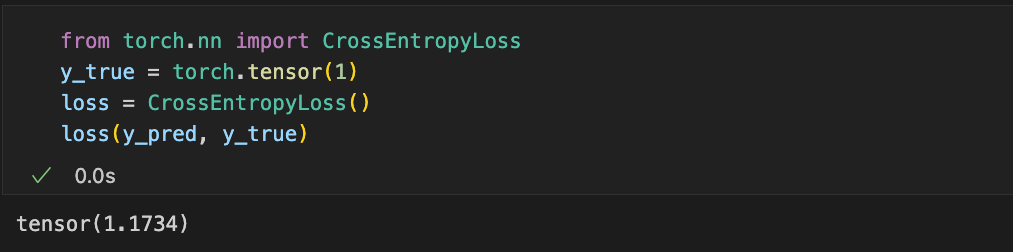 from torch.nn import CrossEntropyLoss
y_true = torch.tensor(1)
loss = CrossEntropyLoss()
loss(y_pred, y_true)
0.0s
tensor(1.1734)